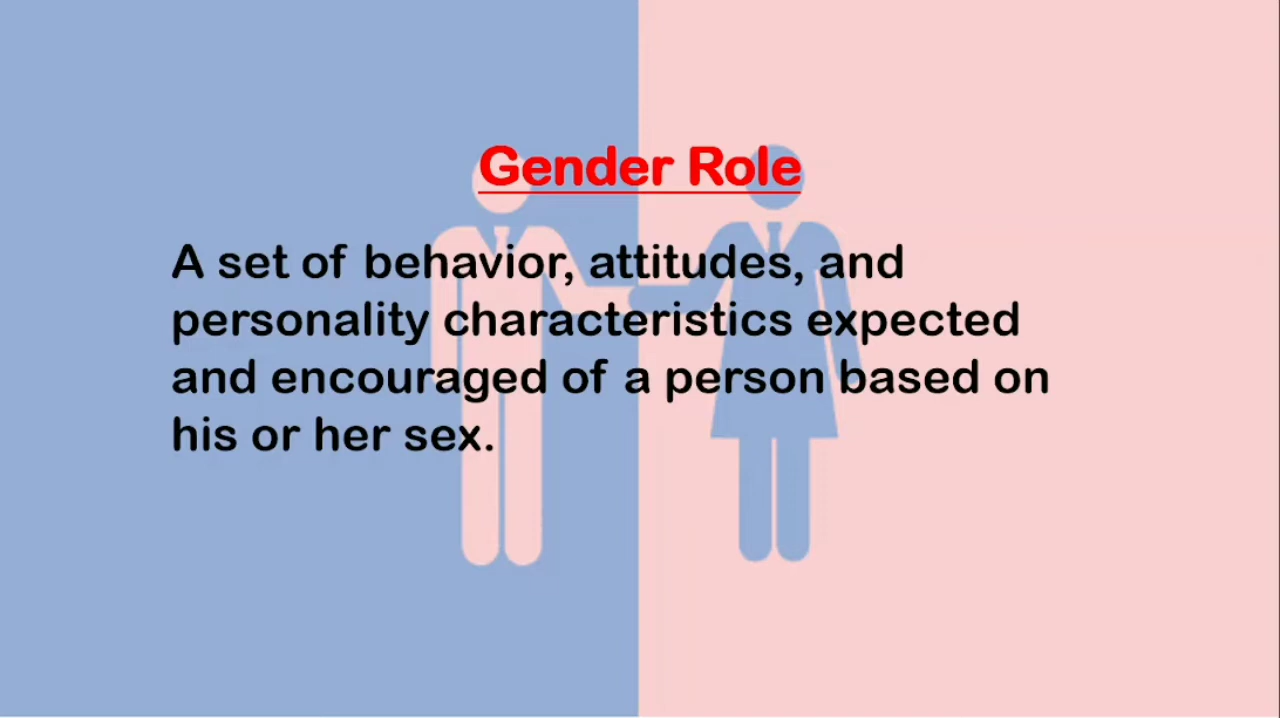 Gender Role
A set of behavior, attitudes, and
personality characteristics expected
and encouraged of a person based on
his or her sex.